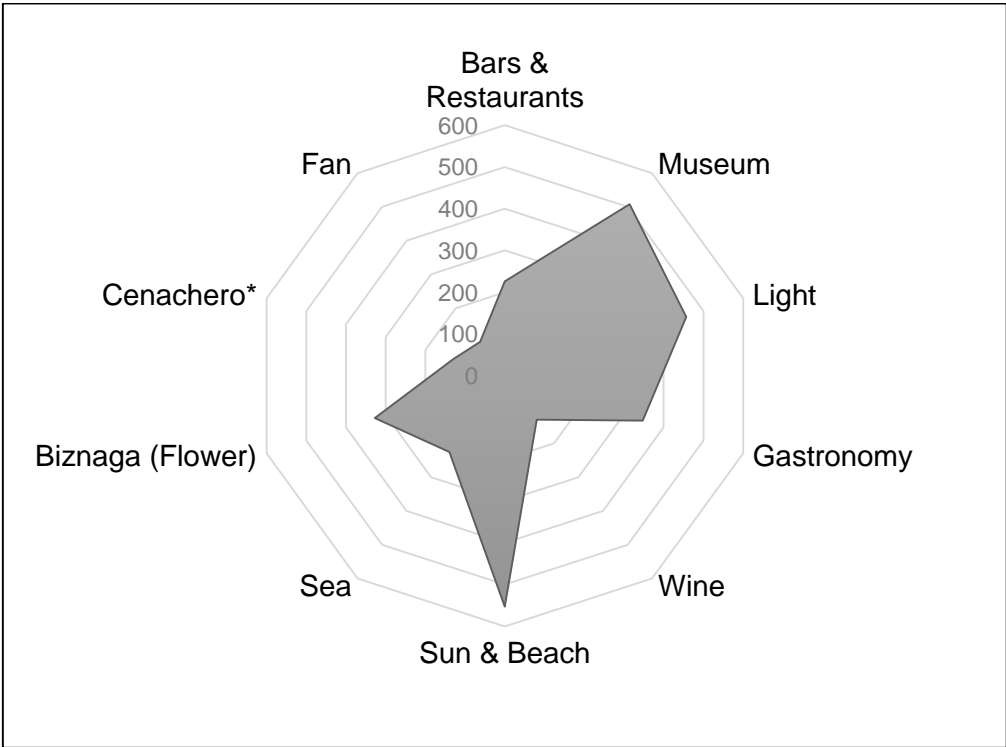 Bars &
Restaurants
600
Fan
Museum
500
400
300
Cenachero*
Light
200
100
0
Biznaga (Flower)
Gastronomy
Sea
Wine
Sun & Beach